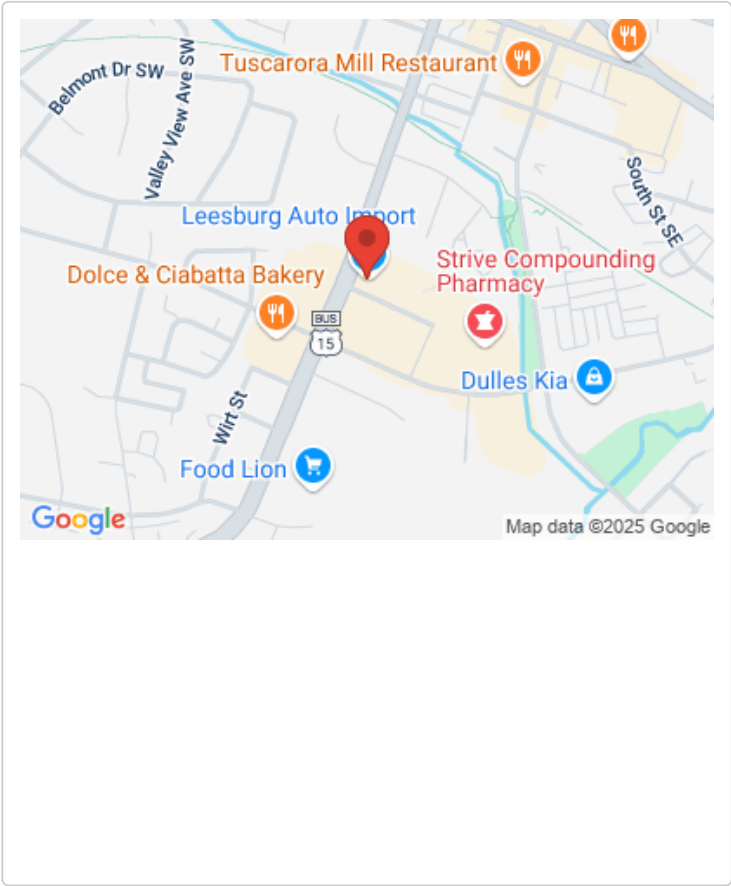 Tuscarora Mill Restaurant
Belmont Dr SW
Valley View Ave SW
South St SE
Leesburg Auto Import
Strive Compounding
Pharmacy
Dolce & Ciabatta Bakery
BUS
15
Dulles Kia
Wirt St
Food Lion
Google
Map data ©2025 Google